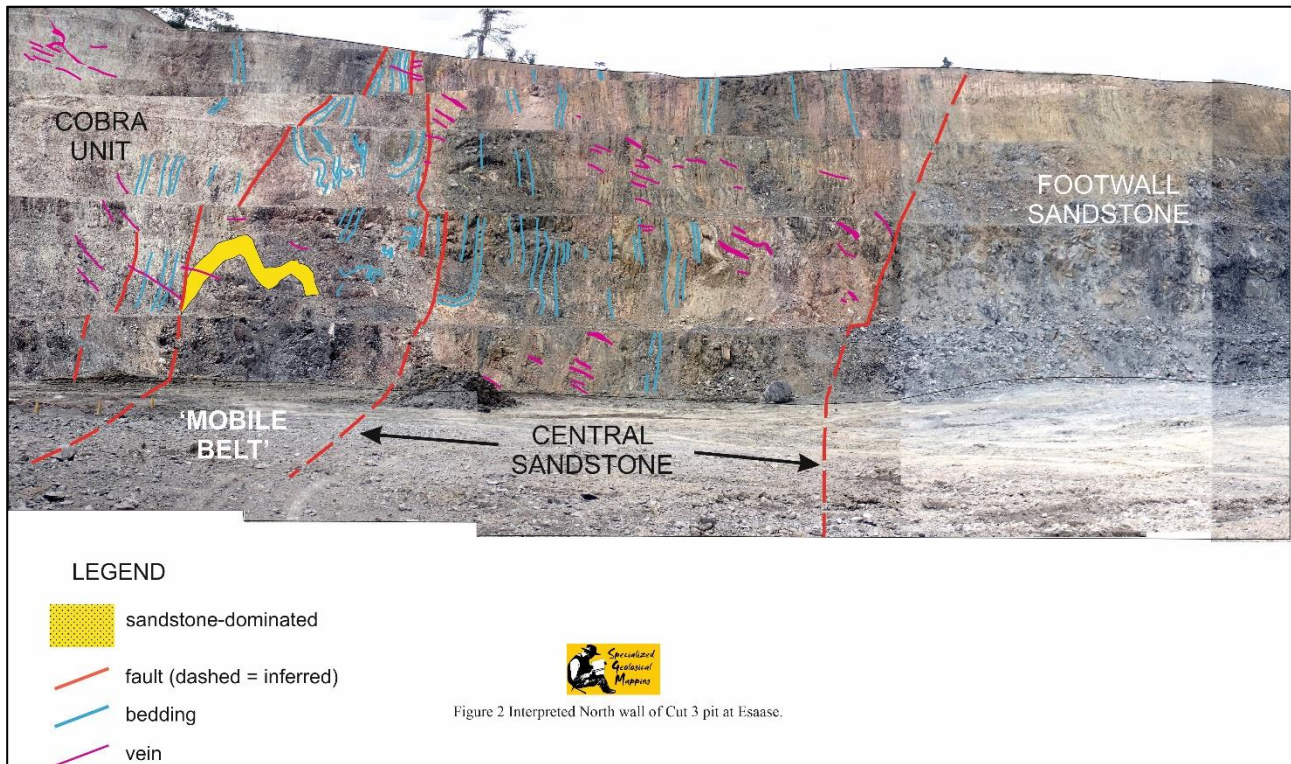 COBRA
UNIT
FOOTWALL
SANDSTONE
'MOBILE
BELT'
CENTRAL
SANDSTONE
LEGEND
sandstone-dominated
fault (dashed = inferred)
bedding
vein
Specialized
Geological
Mapping
Figure 2 Interpreted North wall of Cut 3 pit at Esaase.